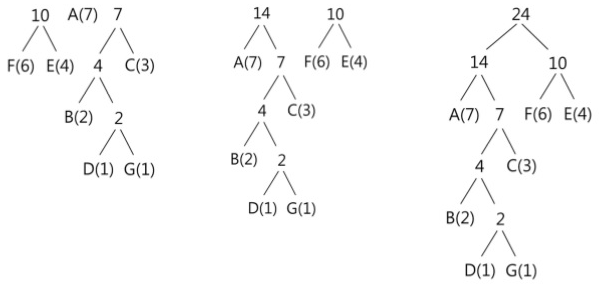 10 A(7) 7
F(6) E(4) 4 C(3)
B(2) 2
D(1) G(1)
14 10
A(7) 7 F(6) E(4)
4 C(3)
B(2) 2
D(1) G(1)
24
14 10
A(7) 7 F(6) E(4)
4 C(3)
B(2) 2
D(1) G(1)